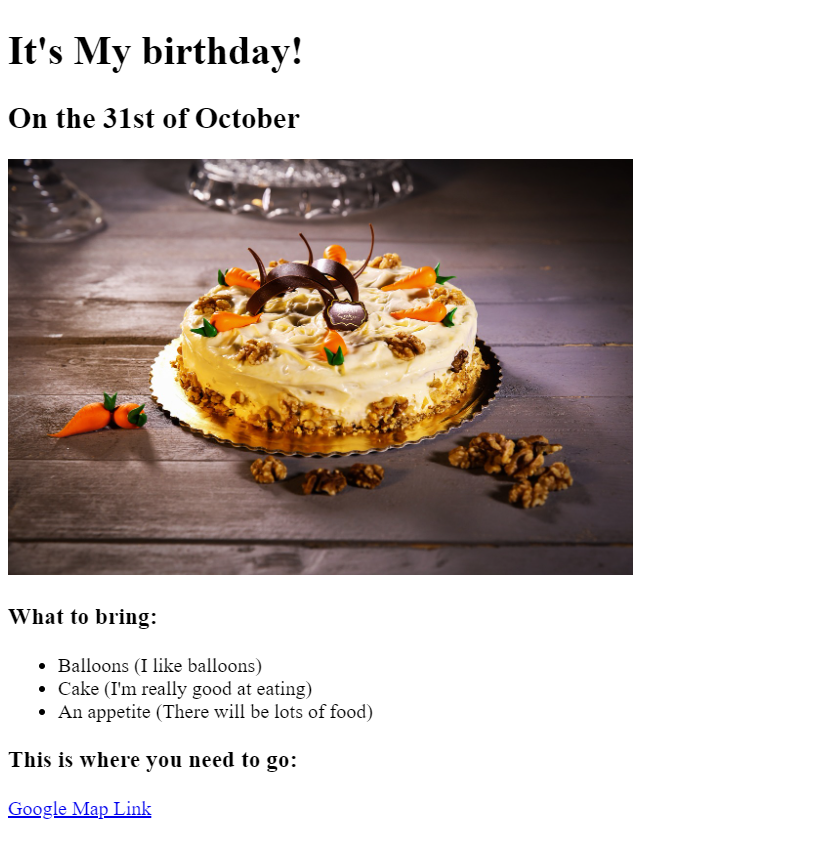 It's My birthday!
On the 31st of October
What to bring:
Balloons (I like balloons)
Cake (I'm really good at eating)
An appetite (There will be lots of food)
This is where you need to go:
Google Map Link